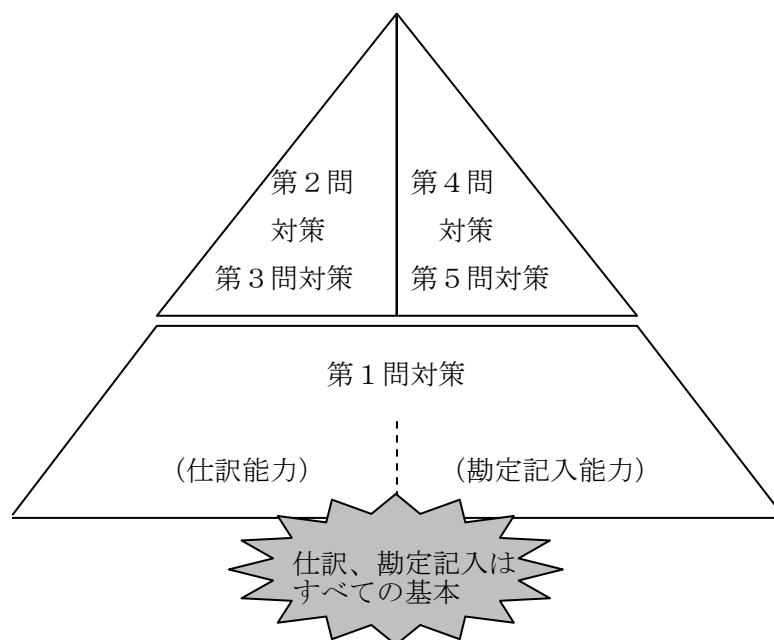 第２問
対策
第３問対策
第４問
対策
第５問対策
第１問対策
（仕訳能力）
（勘定記入能力）
仕訳、勘定記入は
すべての基本